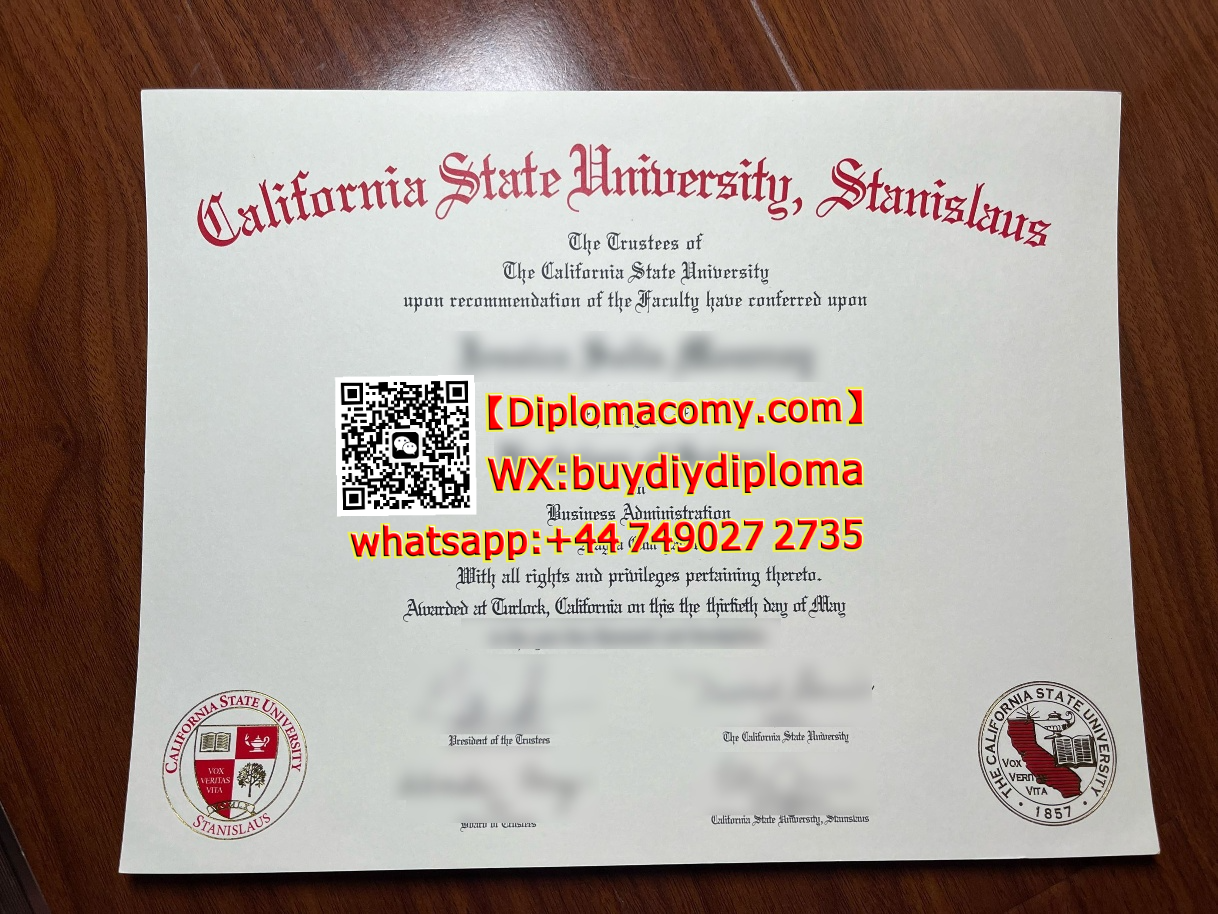 California State University, Stanislaus
The Trustees of
The California State University
upon recommendation of the Faculty have conferred upon
【Diplomacomy.com】
WX:buydiydiploma
Business Administration
whatsapp:+44 749027 2735
With all rights and privileges pertaining thereto.
Awarded at Turlock, California on this the thirtieth day of May
President of the Trustees
The California State University
Board of Trustees
California State University, Stanislaus
CALIFORNIA STATE UNIVERSITY
VOX
VERITAS
VITA
STANISLAUS
THE CALIFORNIA STATE UNIVERSITY
VOX
VERITAS
VITA
1857